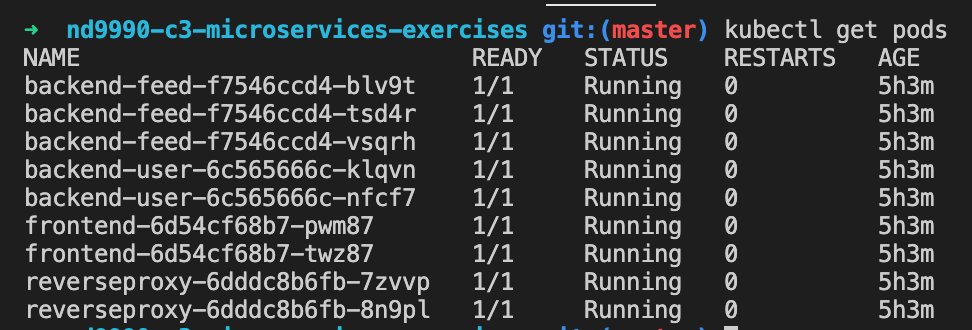 ➜  nd9990-c3-microservices-exercises git:(master) kubectl get pods
NAME                            READY   STATUS    RESTARTS   AGE
backend-feed-f7546ccd4-blv9t    1/1     Running   0          5h3m
backend-feed-f7546ccd4-tsd4r    1/1     Running   0          5h3m
backend-feed-f7546ccd4-vsqrh    1/1     Running   0          5h3m
backend-user-6c565666c-klqvn    1/1     Running   0          5h3m
backend-user-6c565666c-nfcf7    1/1     Running   0          5h3m
frontend-6d54cf68b7-pwm87       1/1     Running   0          5h3m
frontend-6d54cf68b7-twz87       1/1     Running   0          5h3m
reverseproxy-6dddc8b6fb-7zvvp   1/1     Running   0          5h3m
reverseproxy-6dddc8b6fb-8n9pl   1/1     Running   0          5h3m